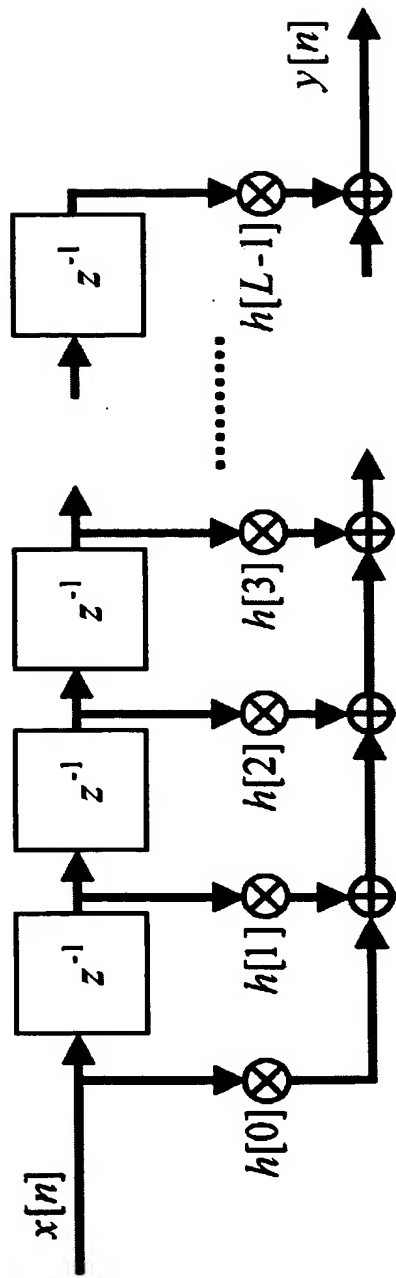 x[n]
z⁻¹
z⁻¹
z⁻¹
z⁻¹
h[0]
h[1]
h[2]
h[3]
........
h[L-1]
y[n]